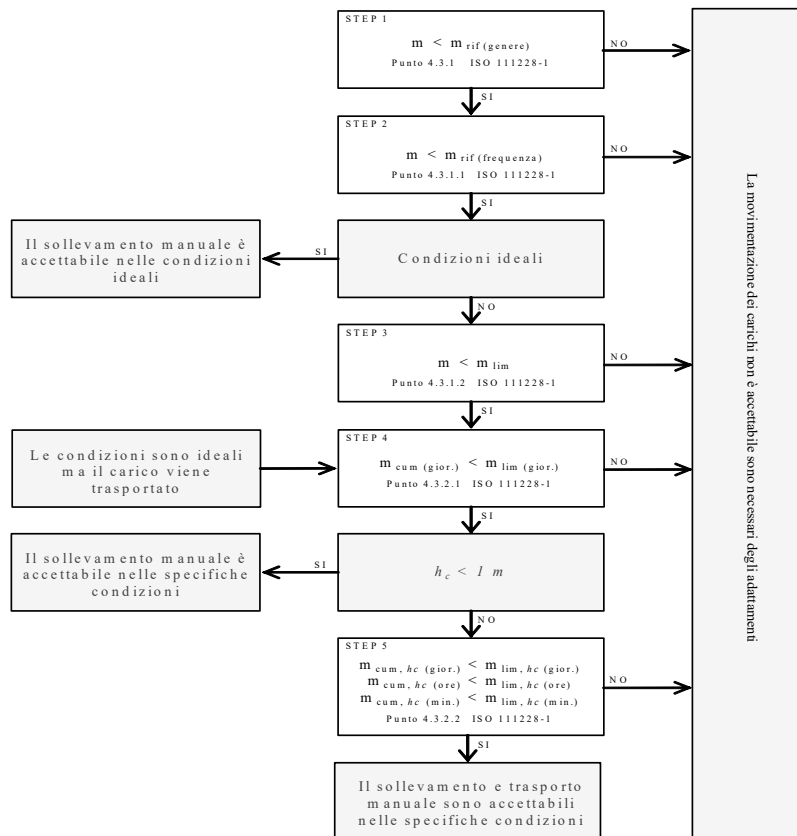 STEP 1
m < m rif (genere)
Punto 4.3.1 ISO 111228-1
NO
SI
STEP 2
m < m rif (frequenza)
Punto 4.3.1.1 ISO 111228-1
NO
SI
Il sollevamento manuale è
accettabile nelle condizioni
ideali
SI
Condizioni ideali
NO
STEP 3
m < m lim
Punto 4.3.1.2 ISO 111228-1
NO
SI
Le condizioni sono ideali
ma il carico viene
trasportato
STEP 4
m cum (gior.) < m lim (gior.)
Punto 4.3.2.1 ISO 111228-1
NO
SI
Il sollevamento manuale è
accettabile nelle specifiche
condizioni
SI
h c < 1 m
NO
STEP 5
m cum, hc (gior.) < m lim, hc (gior.)
m cum, hc (ore) < m lim, hc (ore)
m cum, hc (min.) < m lim, hc (min.)
Punto 4.3.2.2 ISO 111228-1
NO
SI
Il sollevamento e trasporto
manuale sono accettabili
nelle specifiche condizioni
La movimentazione dei carichi non è accettabile sono necessari degli adattamenti